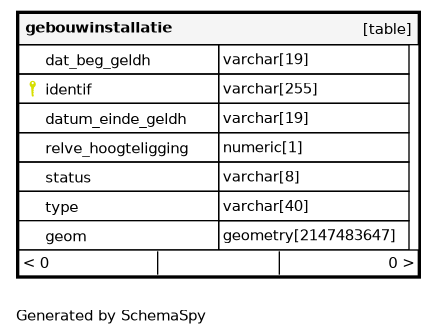 gebouwinstallatie [table]
dat_beg_geldh varchar[19]
identif varchar[255]
datum_einde_geldh varchar[19]
relve_hoogteligging numeric[1]
status varchar[8]
type varchar[40]
geom geometry[2147483647]
< 0 0 >
Generated by SchemaSpy